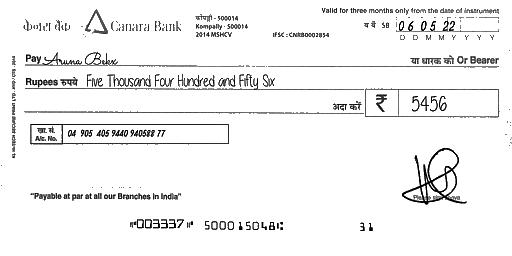 केनरा बैंक Canara Bank
कोंपल्ली - 500014
Kompally - 500014
2014 MSHCV
IFSC : CNRB0002854
Valid for three months only from the date of instrument
SB 06 05 22
D D M M Y Y Y Y
Pay Aruna
या धारक को Or Bearer
Rupees रुपये Five Thousand Four Hundred and Fifty Six
अदा करें ₹ 5456
खा. सं.
A/c. No. 04 905 405 9440 940588 77
Please sign above
"Payable at par at all our Branches in India"
⑈003337⑈ 500015048⑆ 31